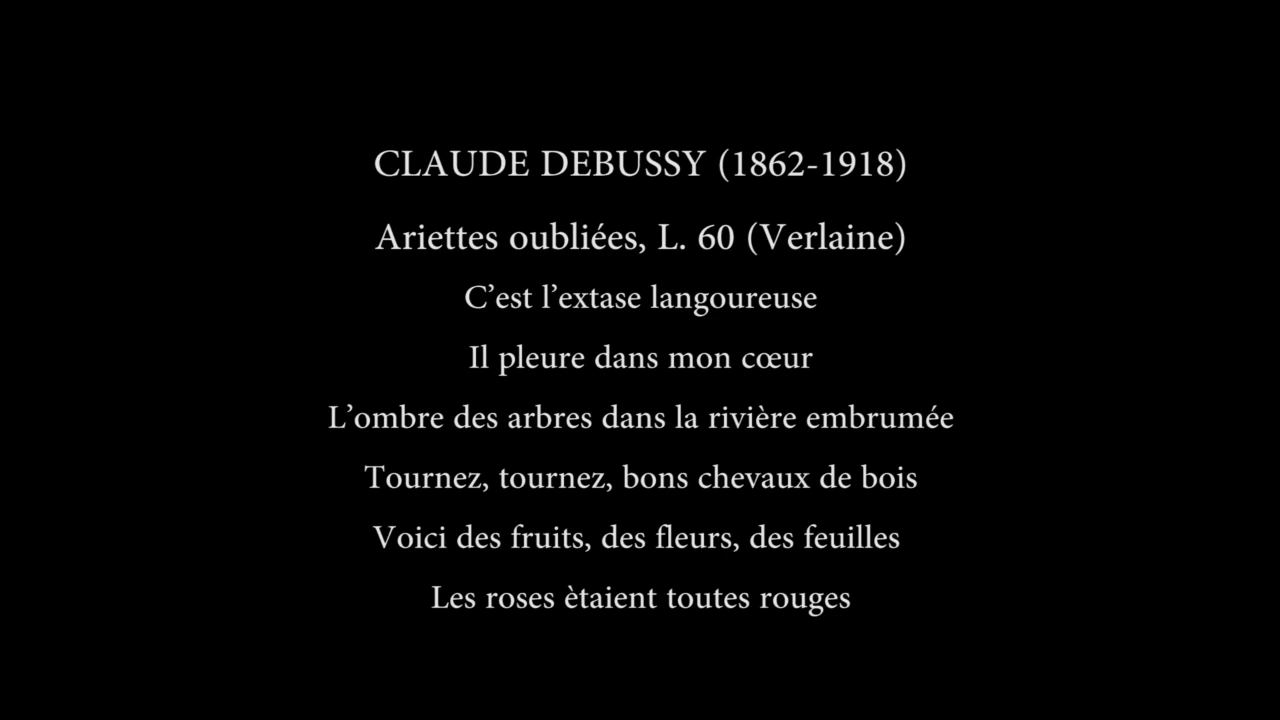 CLAUDE DEBUSSY (1862-1918)
Ariettes oubliées, L. 60 (Verlaine)
C’est l’extase langoureuse
Il pleure dans mon cœur
L’ombre des arbres dans la rivière embrumée
Tournez, tournez, bons chevaux de bois
Voici des fruits, des fleurs, des feuilles
Les roses ètaient toutes rouges